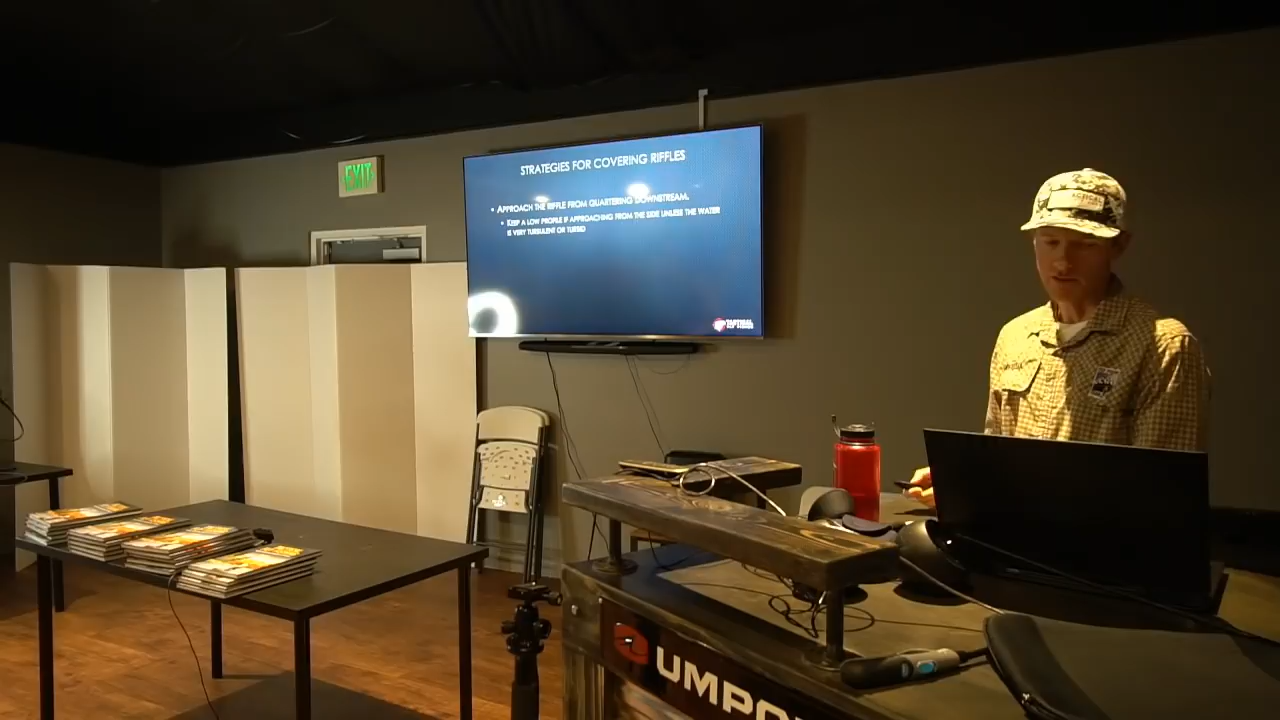 STRATEGIES FOR COVERING RIFFLES
EXIT
• APPROACH THE RIFFLE FROM QUARTERING DOWNSTREAM.
• KEEP A LOW PROFILE IF APPROACHING FROM THE SIDE UNLESS THE WATER
IS VERY TURBULENT OR TURBID
TACTICAL
UMPQ